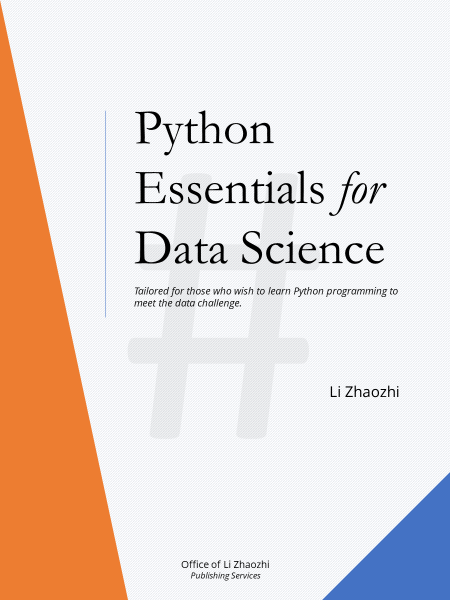 Python
Essentials for
Data Science
Tailored for those who wish to learn Python programming to
meet the data challenge.
#
Li Zhaozhi
Office of Li Zhaozhi
Publishing Services